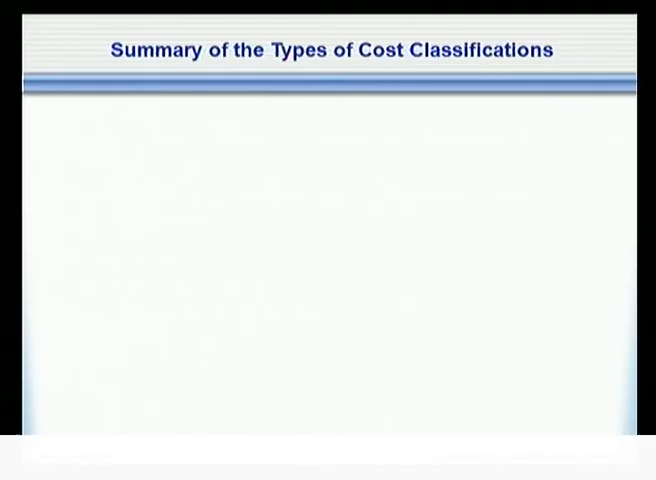 Summary of the Types of Cost Classifications